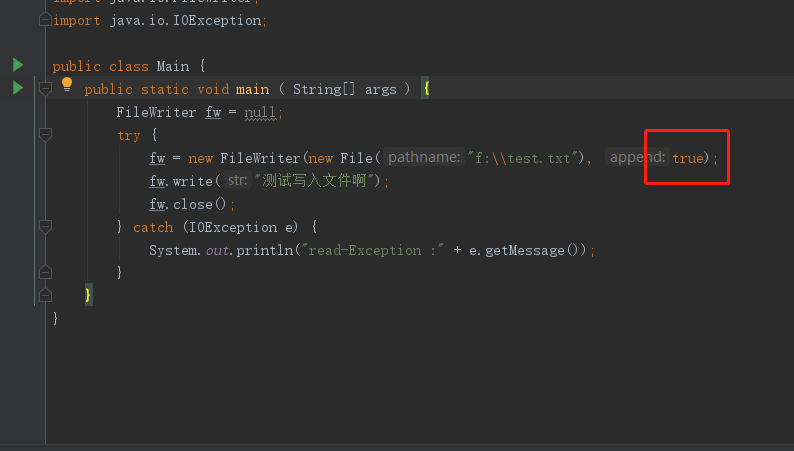 import java.io.FileWriter;
import java.io.IOException;
public class Main {
public static void main ( String[] args ) {
FileWriter fw = null;
try {
fw = new FileWriter(new File( pathname: "f:\\test.txt"), append: true);
fw.write( str: "测试写入文件啊");
fw.close();
} catch (IOException e) {
System.out.println("read-Exception :" + e.getMessage());
}
}
}